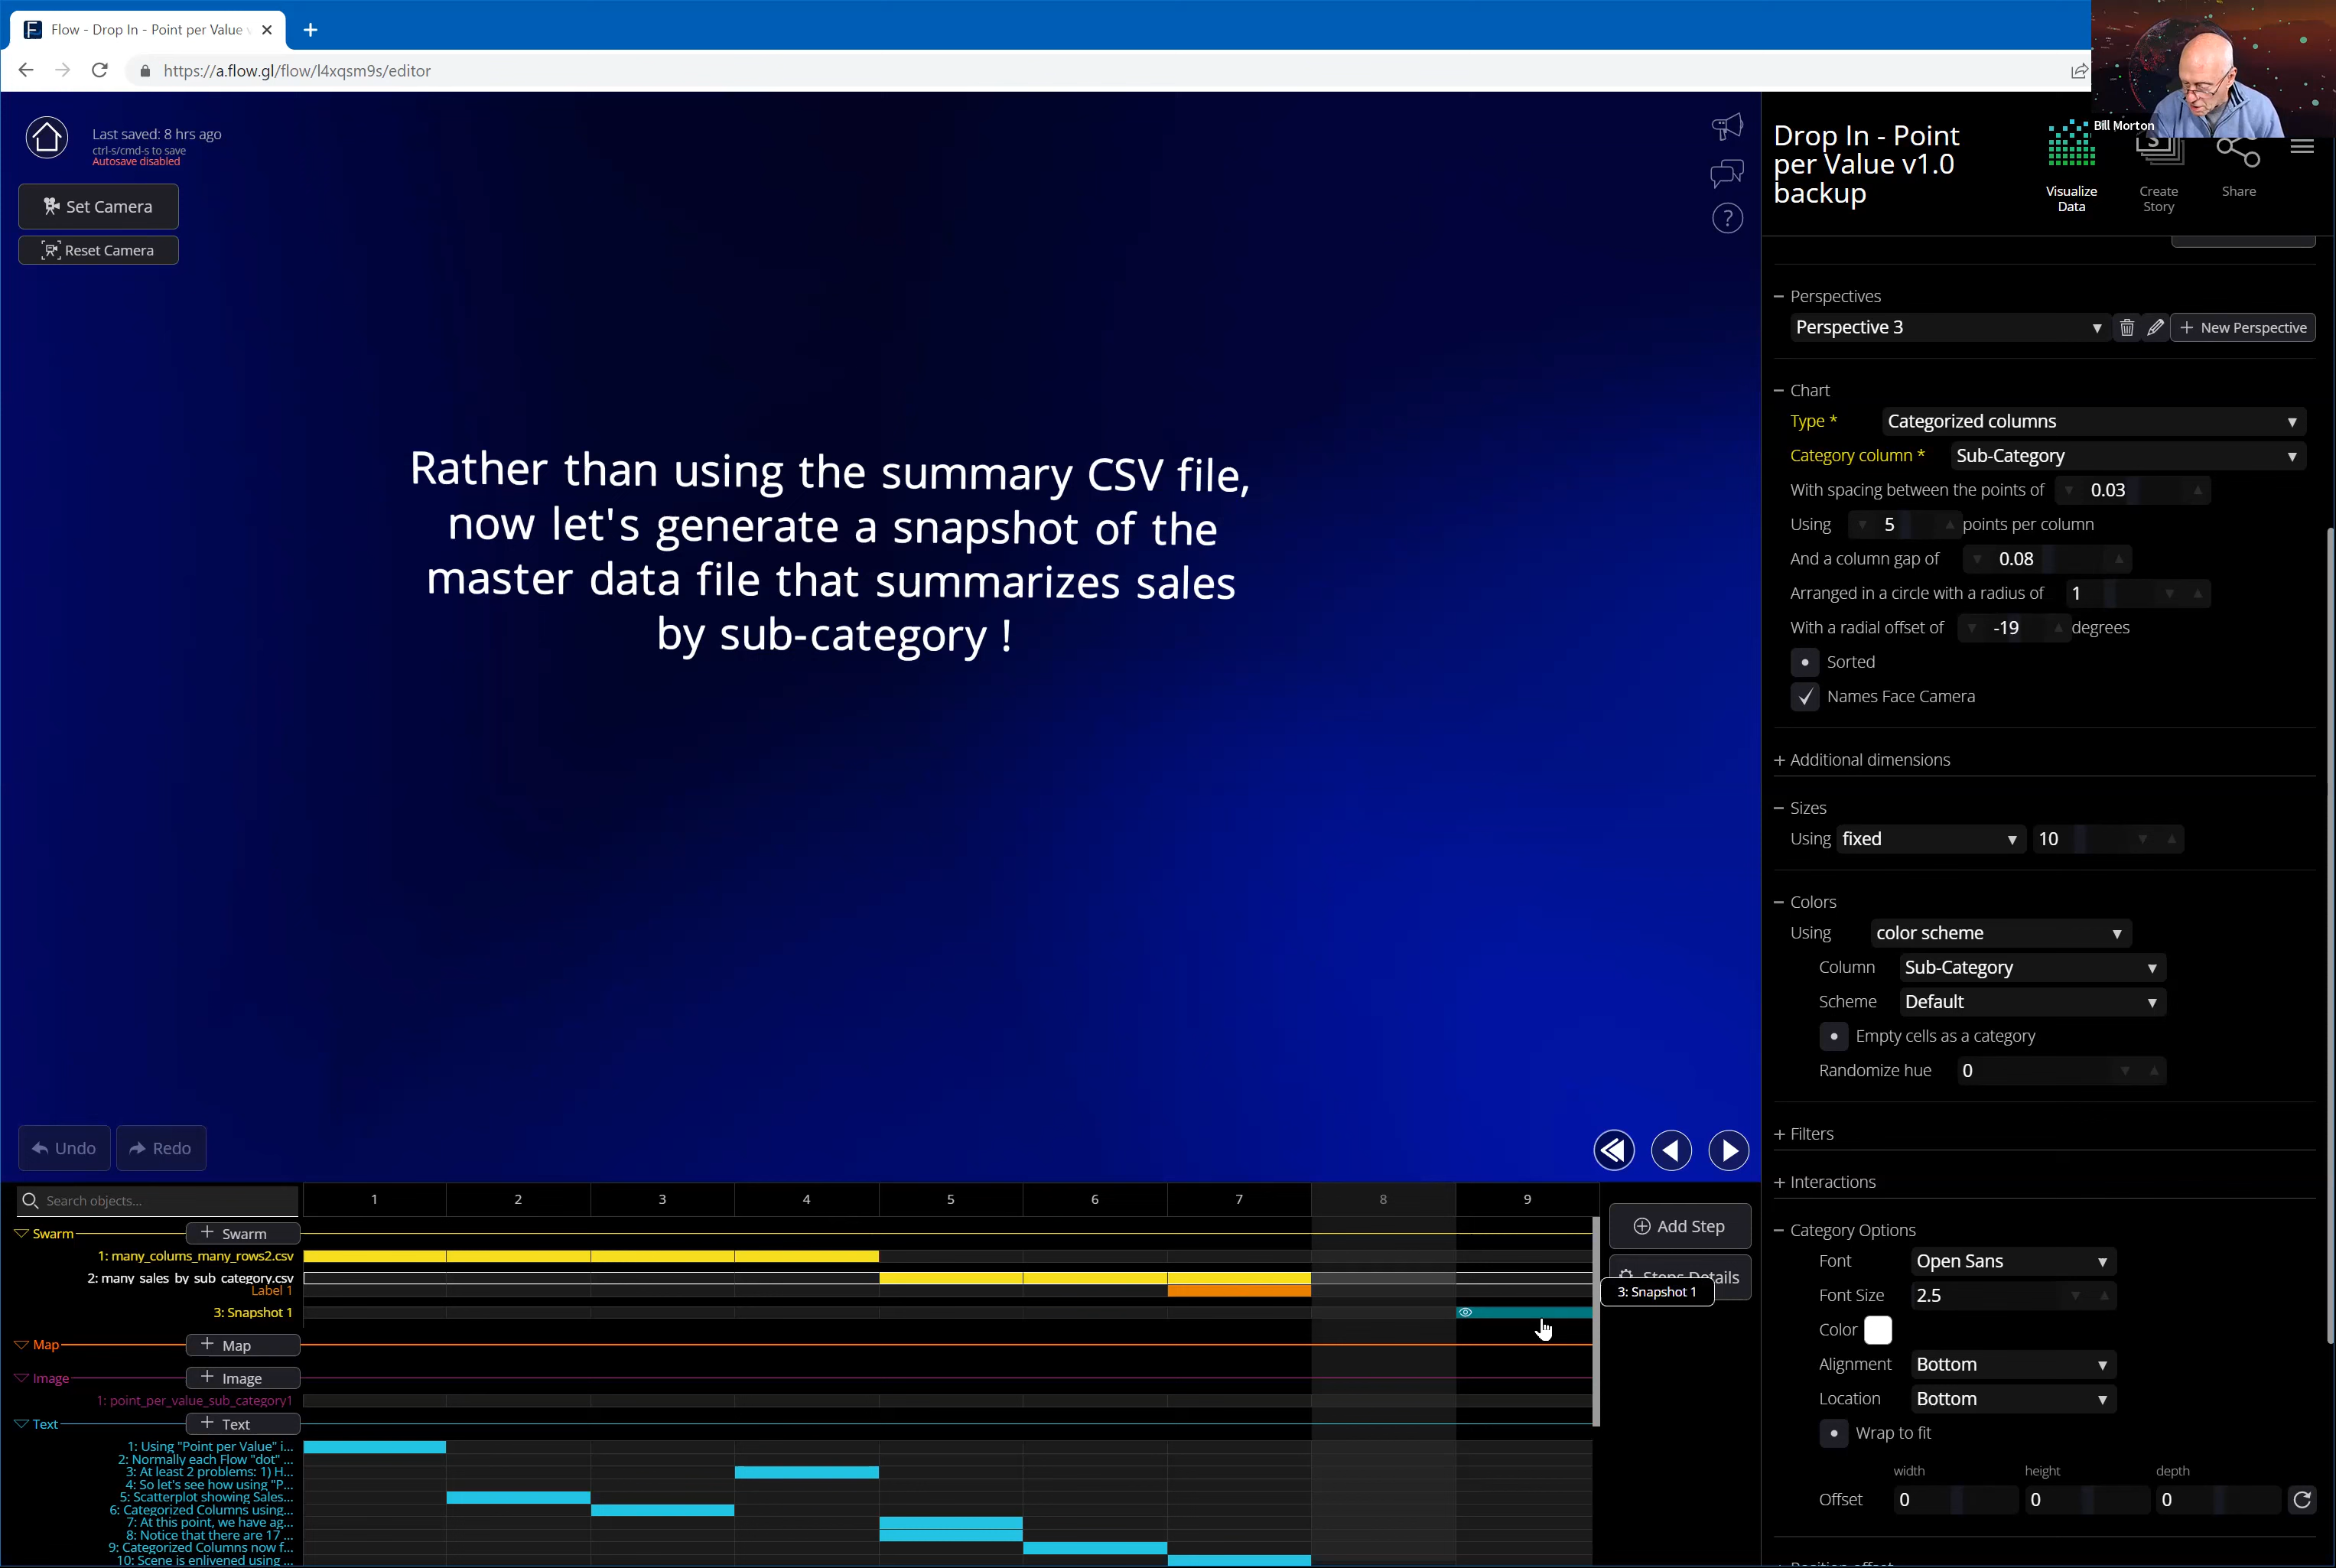 Flow - Drop In - Point per Value
https://a.flow.gl/flow/l4xqsm9s/editor
Bill Morton
Last saved: 8 hrs ago
ctrl-s/cmd-s to save
Autosave disabled
Set Camera
Reset Camera
Drop In - Point
per Value v1.0
backup
Visualize
Data
Create
Story
Share
Rather than using the summary CSV file,
now let's generate a snapshot of the
master data file that summarizes sales
by sub-category !
Perspectives
Perspective 3
New Perspective
Chart
Type * Categorized columns
Category column * Sub-Category
With spacing between the points of 0.03
Using 5 points per column
And a column gap of 0.08
Arranged in a circle with a radius of 1
With a radial offset of -19 degrees
Sorted
Names Face Camera
+ Additional dimensions
Sizes
Using fixed 10
Colors
Using color scheme
Column Sub-Category
Scheme Default
Empty cells as a category
Randomize hue 0
+ Filters
+ Interactions
Category Options
Font Open Sans
Font Size 2.5
Color
Alignment Bottom
Location Bottom
Wrap to fit
width height depth
Offset 0 0 0
Undo Redo
Search objects...
1 2 3 4 5 6 7 8 9
Add Step
Steps Details
3: Snapshot 1
Swarm + Swarm
1: many_colums_many_rows2.csv
2: many sales by sub category.csv
Label 1
3: Snapshot 1
Map + Map
Image + Image
1: point_per_value_sub_category1
Text + Text
1: Using "Point per Value" i...
2: Normally each Flow "dot" ...
3: At least 2 problems: 1) H...
4: So let's see how using "P...
5: Scatterplot showing Sales...
6: Categorized Columns using...
7: At this point, we have ag...
8: Notice that there are 17 ...
9: Categorized Columns now f...
10: Scene is enlivened using ...